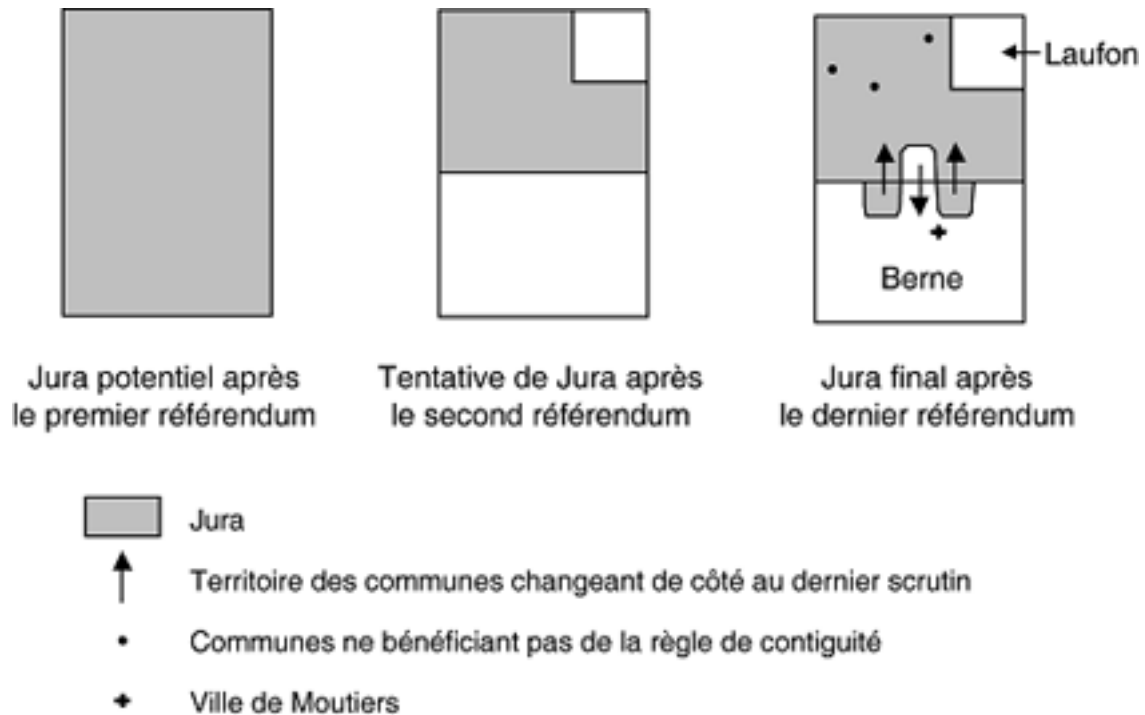 Laufon
Berne
Jura potentiel après
le premier référendum
Tentative de Jura après
le second référendum
Jura final après
le dernier référendum
Jura
Territoire des communes changeant de côté au dernier scrutin
Communes ne bénéficiant pas de la règle de contiguité
Ville de Moutiers